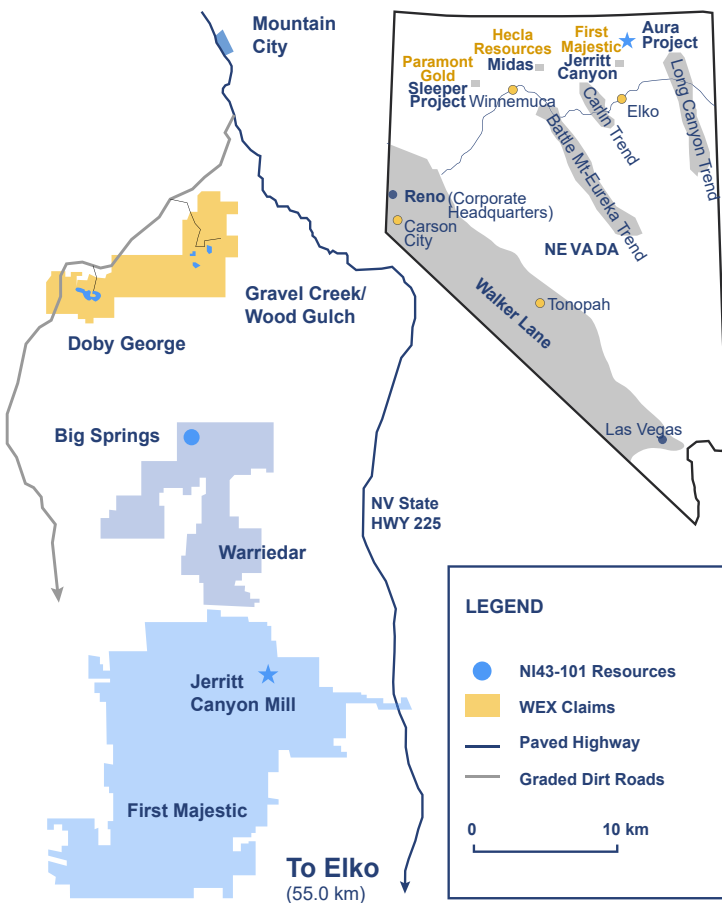 Mountain
City
Gravel Creek/
Wood Gulch
Doby George
Big Springs
Warriedar
NV State
HWY 225
Jerritt
Canyon Mill
First Majestic
To Elko
(55.0 km)
Paramont
Gold
Sleeper
Project
Hecla
Resources
Midas
Winnemuca
First
Majestic
Jerritt
Canyon
Aura
Project
Elko
Carlin Trend
Long Canyon Trend
Battle Mt-Eureka Trend
Reno (Corporate
Headquarters)
Carson
City
NEVADA
Walker Lane
Tonopah
Las Vegas
LEGEND
NI43-101 Resources
WEX Claims
Paved Highway
Graded Dirt Roads
0 10 km